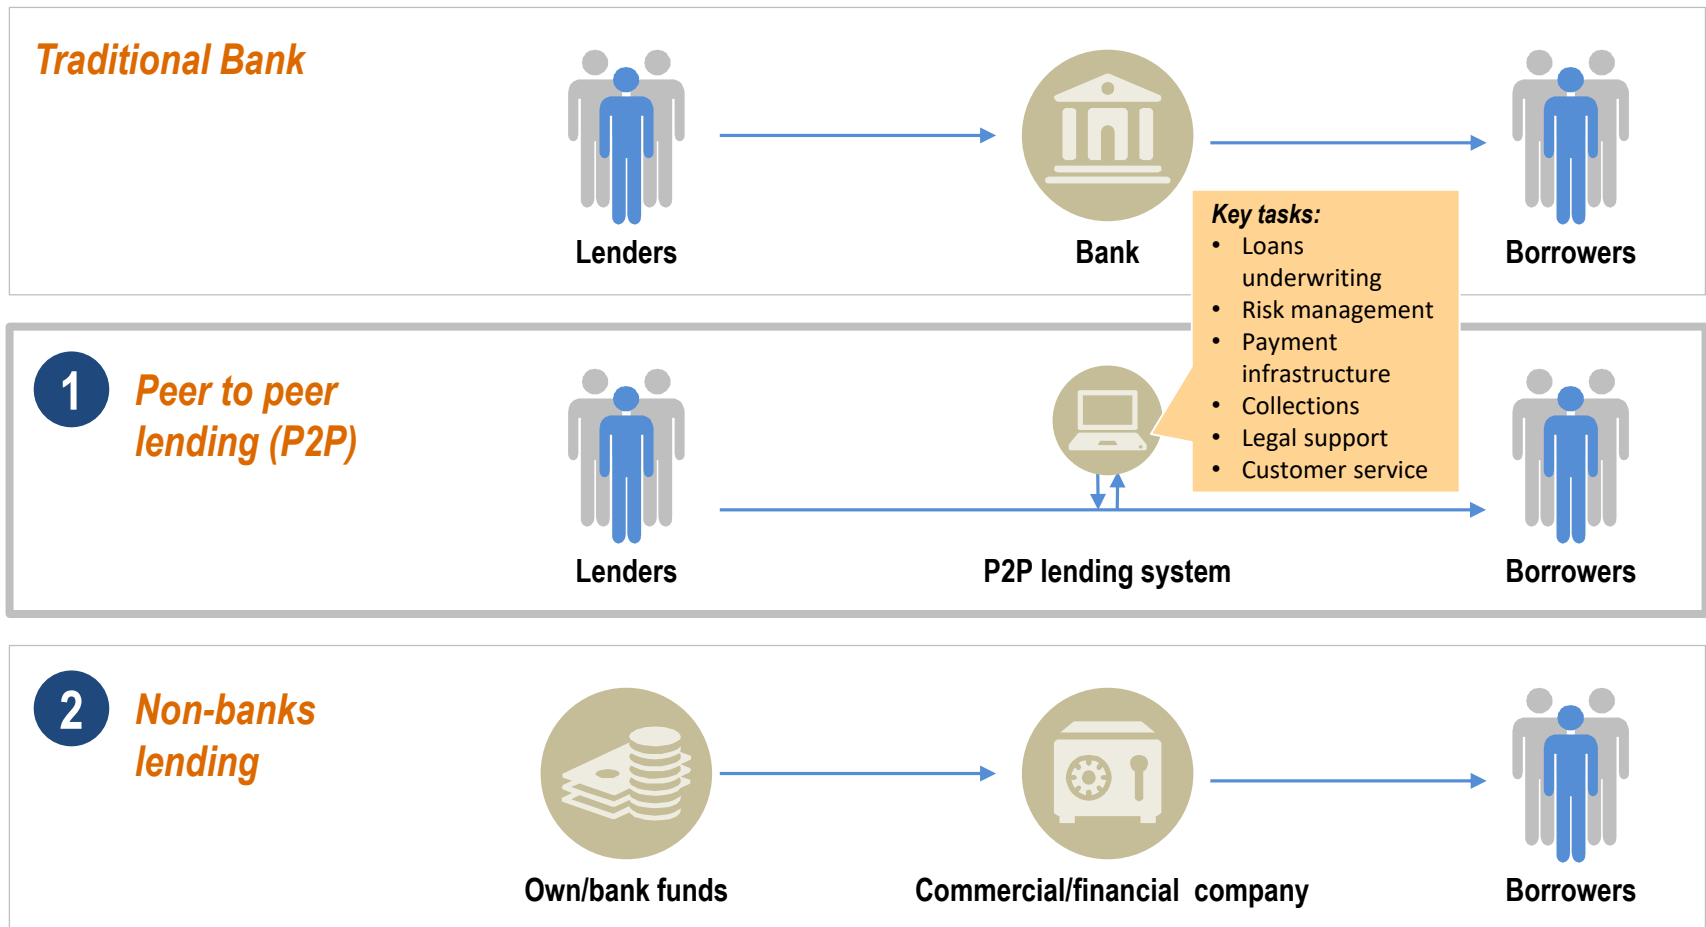 Traditional Bank
Lenders
Bank
Borrowers
Key tasks:
• Loans
underwriting
• Risk management
• Payment
infrastructure
• Collections
• Legal support
• Customer service
1
Peer to peer
lending (P2P)
Lenders
P2P lending system
Borrowers
2
Non-banks
lending
Own/bank funds
Commercial/financial company
Borrowers